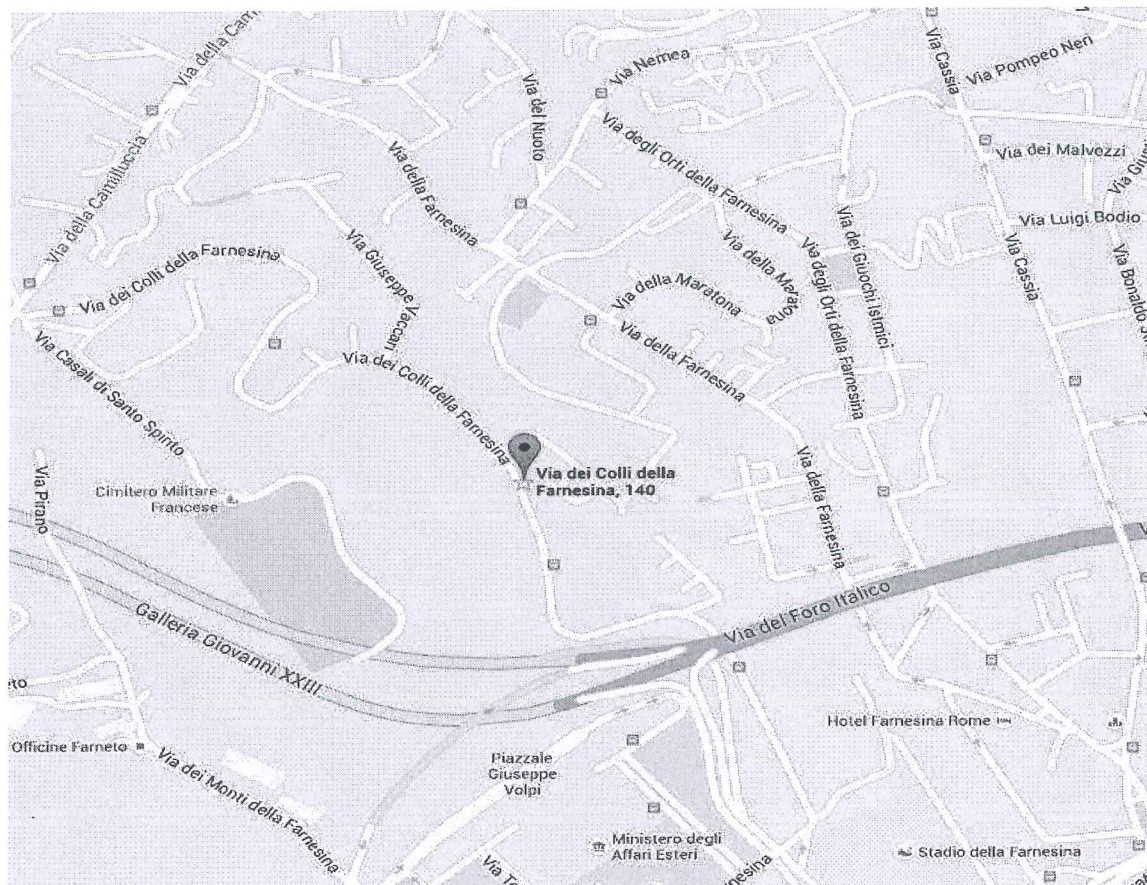 Via della Cam
Via della Camilluccia
Via dei Colli della Farnesina
Via Casali di Santo Spirito
Via Pirano
Cimitero Militare
Francese
Galleria Giovanni XXIII
Officine Farneto
Via dei Monti della Farnesina
Via Giuseppe Vaccari
Via dei Colli della Farnesina
Via dei Colli della
Farnesina, 140
Via della Farnesina
Via del Nuoto
Via Nemea
Via degli Orti della Farnesina
Via della Maratona
Via della Maratona
Via della Farnesina
Via degli Orti della Farnesina
Via dei Giuochi Istmici
Via della Farnesina
Via Cassia
Via Pompeo Neri
Via dei Malvezzi
Via Luigi Bodio
Via Cassia
Via Bonaldo
Via del Foro Italico
Hotel Farnesina Rome
Piazzale
Giuseppe
Volpi
Ministero degli
Affari Esteri
Stadio della Farnesina